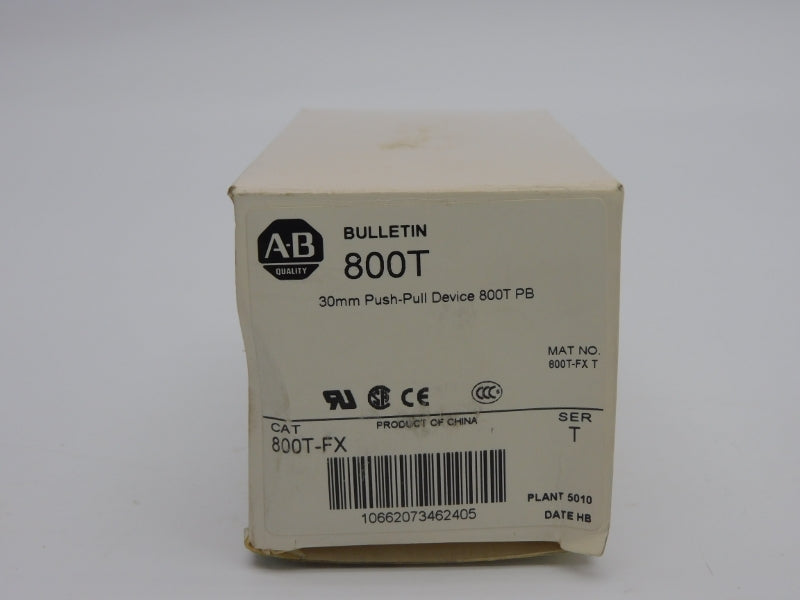 A-B
QUALITY
BULLETIN
800T
30mm Push-Pull Device 800T PB
MAT NO.
800T-FX T
CE
CCC
PRODUCT OF CHINA
CAT
800T-FX
SER
T
10662073462405
PLANT 5010
DATE HB